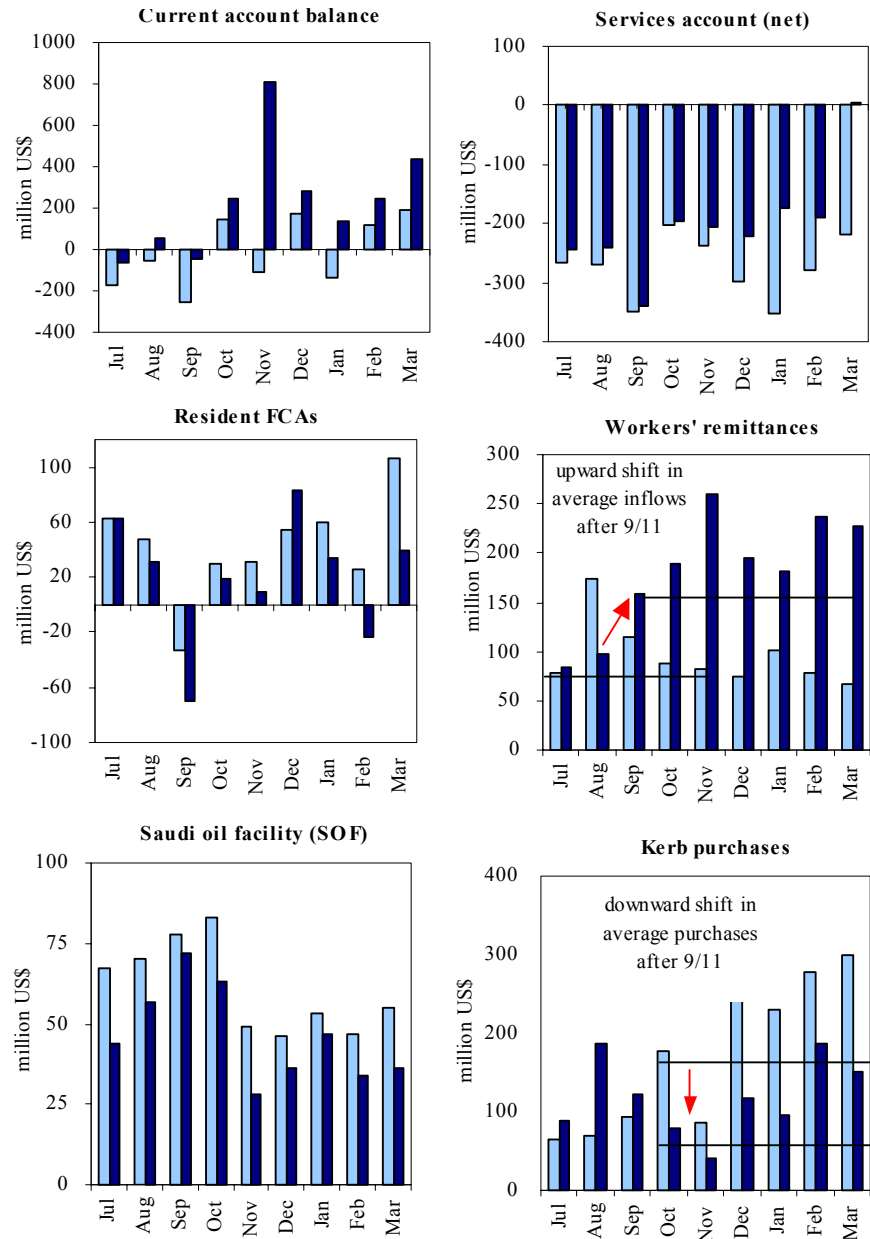 Current account balance
1000
800
600
400
200
0
-200
-400
million US$
Jul
Aug
Sep
Oct
Nov
Dec
Jan
Feb
Mar
Services account (net)
100
0
-100
-200
-300
-400
million US$
Jul
Aug
Sep
Oct
Nov
Dec
Jan
Feb
Mar
Resident FCAs
100
60
20
-20
-60
-100
million US$
Jul
Aug
Sep
Oct
Nov
Dec
Jan
Feb
Mar
Workers' remittances
300
250
200
150
100
50
0
million US$
upward shift in
average inflows
after 9/11
Jul
Aug
Sep
Oct
Nov
Dec
Jan
Feb
Mar
Saudi oil facility (SOF)
100
75
50
25
0
million US$
Jul
Aug
Sep
Oct
Nov
Dec
Jan
Feb
Mar
Kerb purchases
400
300
200
100
0
million US$
downward shift in
average purchases
after 9/11
Jul
Aug
Sep
Oct
Nov
Dec
Jan
Feb
Mar